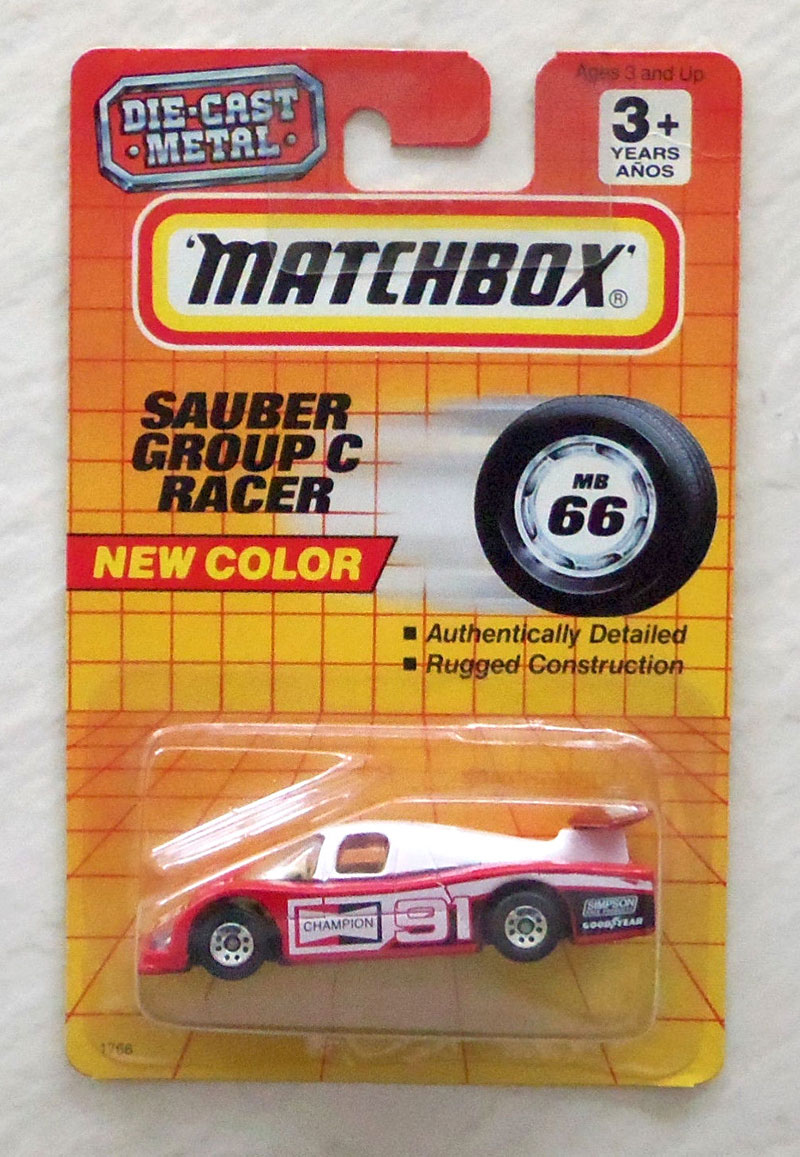 Ages 3 and Up
DIE-CAST
• METAL •
3+
YEARS
AÑOS
'MATCHBOX'®
SAUBER
GROUP C
RACER
MB
66
NEW COLOR
■ Authentically Detailed
■ Rugged Construction
CHAMPION
91
SIMPSON
GOODYEAR
1766